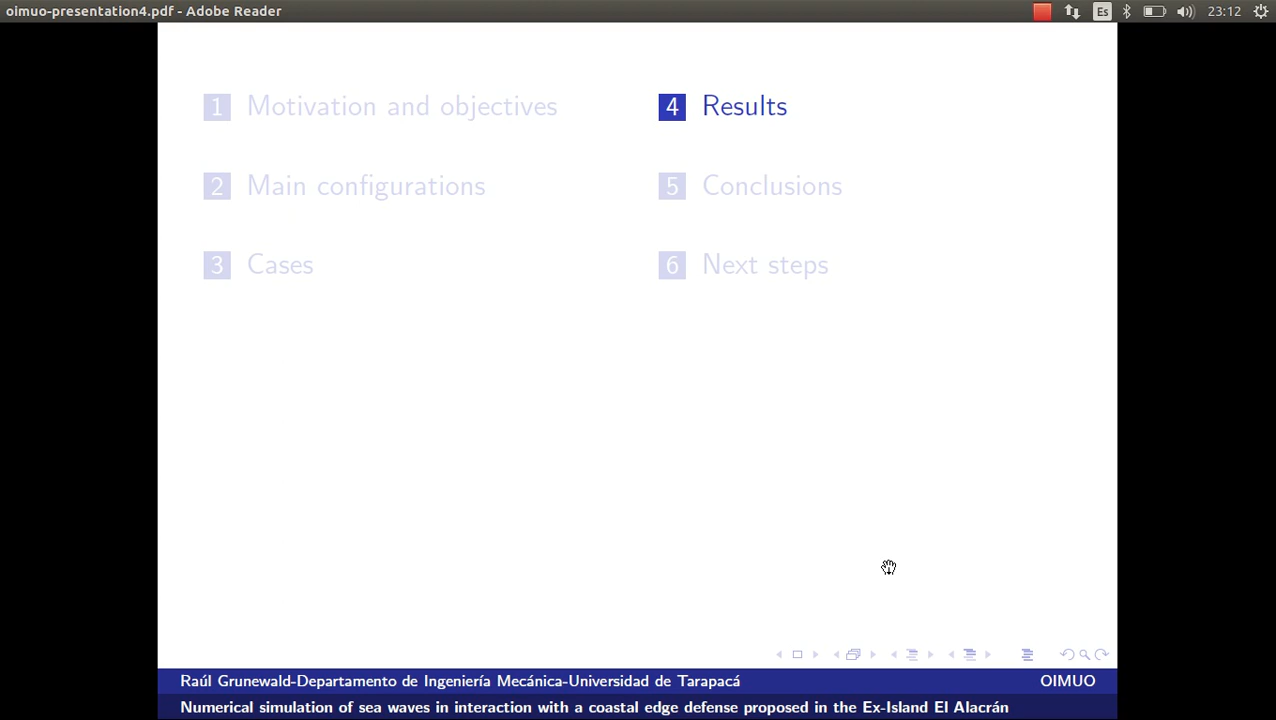 oimuo-presentation4.pdf - Adobe Reader
Es
23:12
1 Motivation and objectives
2 Main configurations
3 Cases
4 Results
5 Conclusions
6 Next steps
Raúl Grunewald-Departamento de Ingeniería Mecánica-Universidad de Tarapacá
OIMUO
Numerical simulation of sea waves in interaction with a coastal edge defense proposed in the Ex-Island El Alacrán